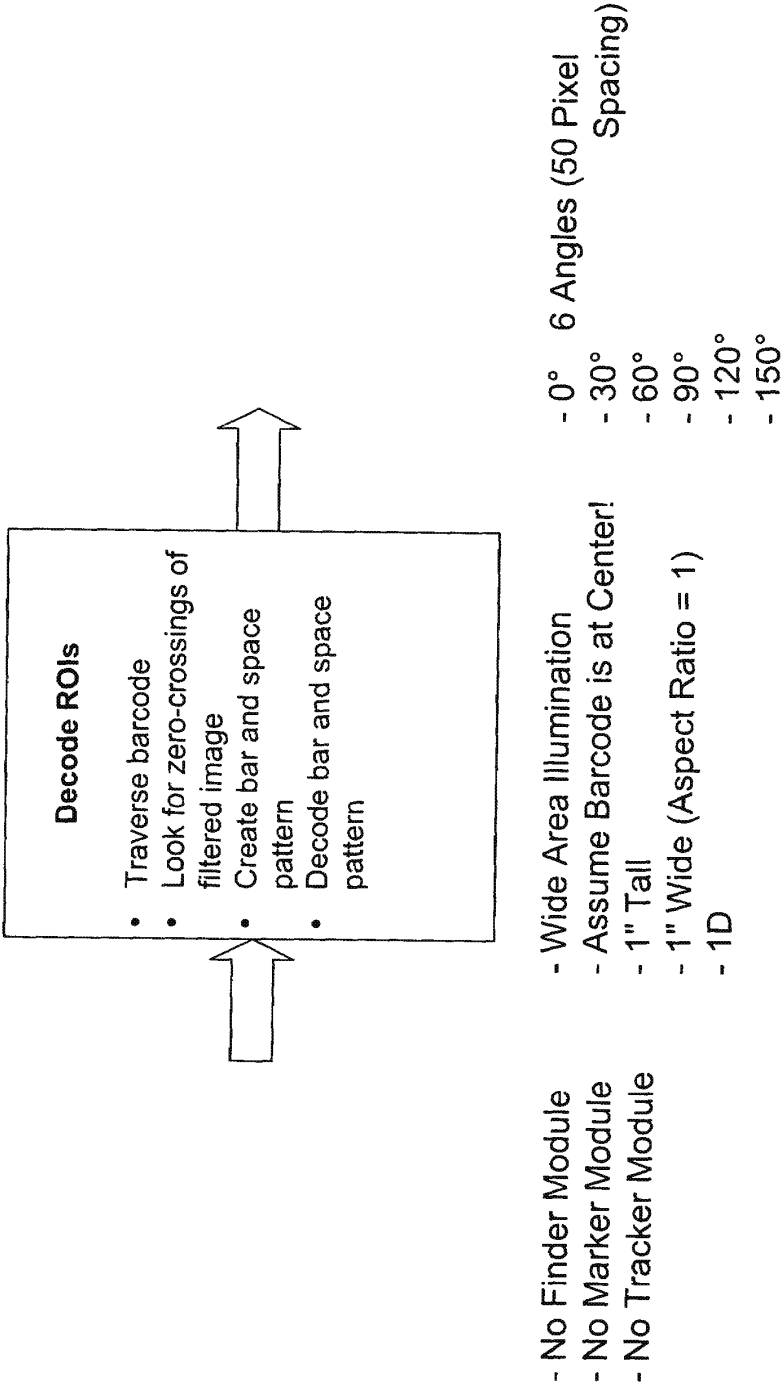 Decode ROIs
• Traverse barcode
• Look for zero-crossings of
filtered image
• Create bar and space
pattern
• Decode bar and space
pattern
- No Finder Module
- No Marker Module
- No Tracker Module
- Wide Area Illumination
- Assume Barcode is at Center!
- 1" Tall
- 1" Wide (Aspect Ratio = 1)
- 1D
- 0° 6 Angles (50 Pixel
- 30° Spacing)
- 60°
- 90°
- 120°
- 150°